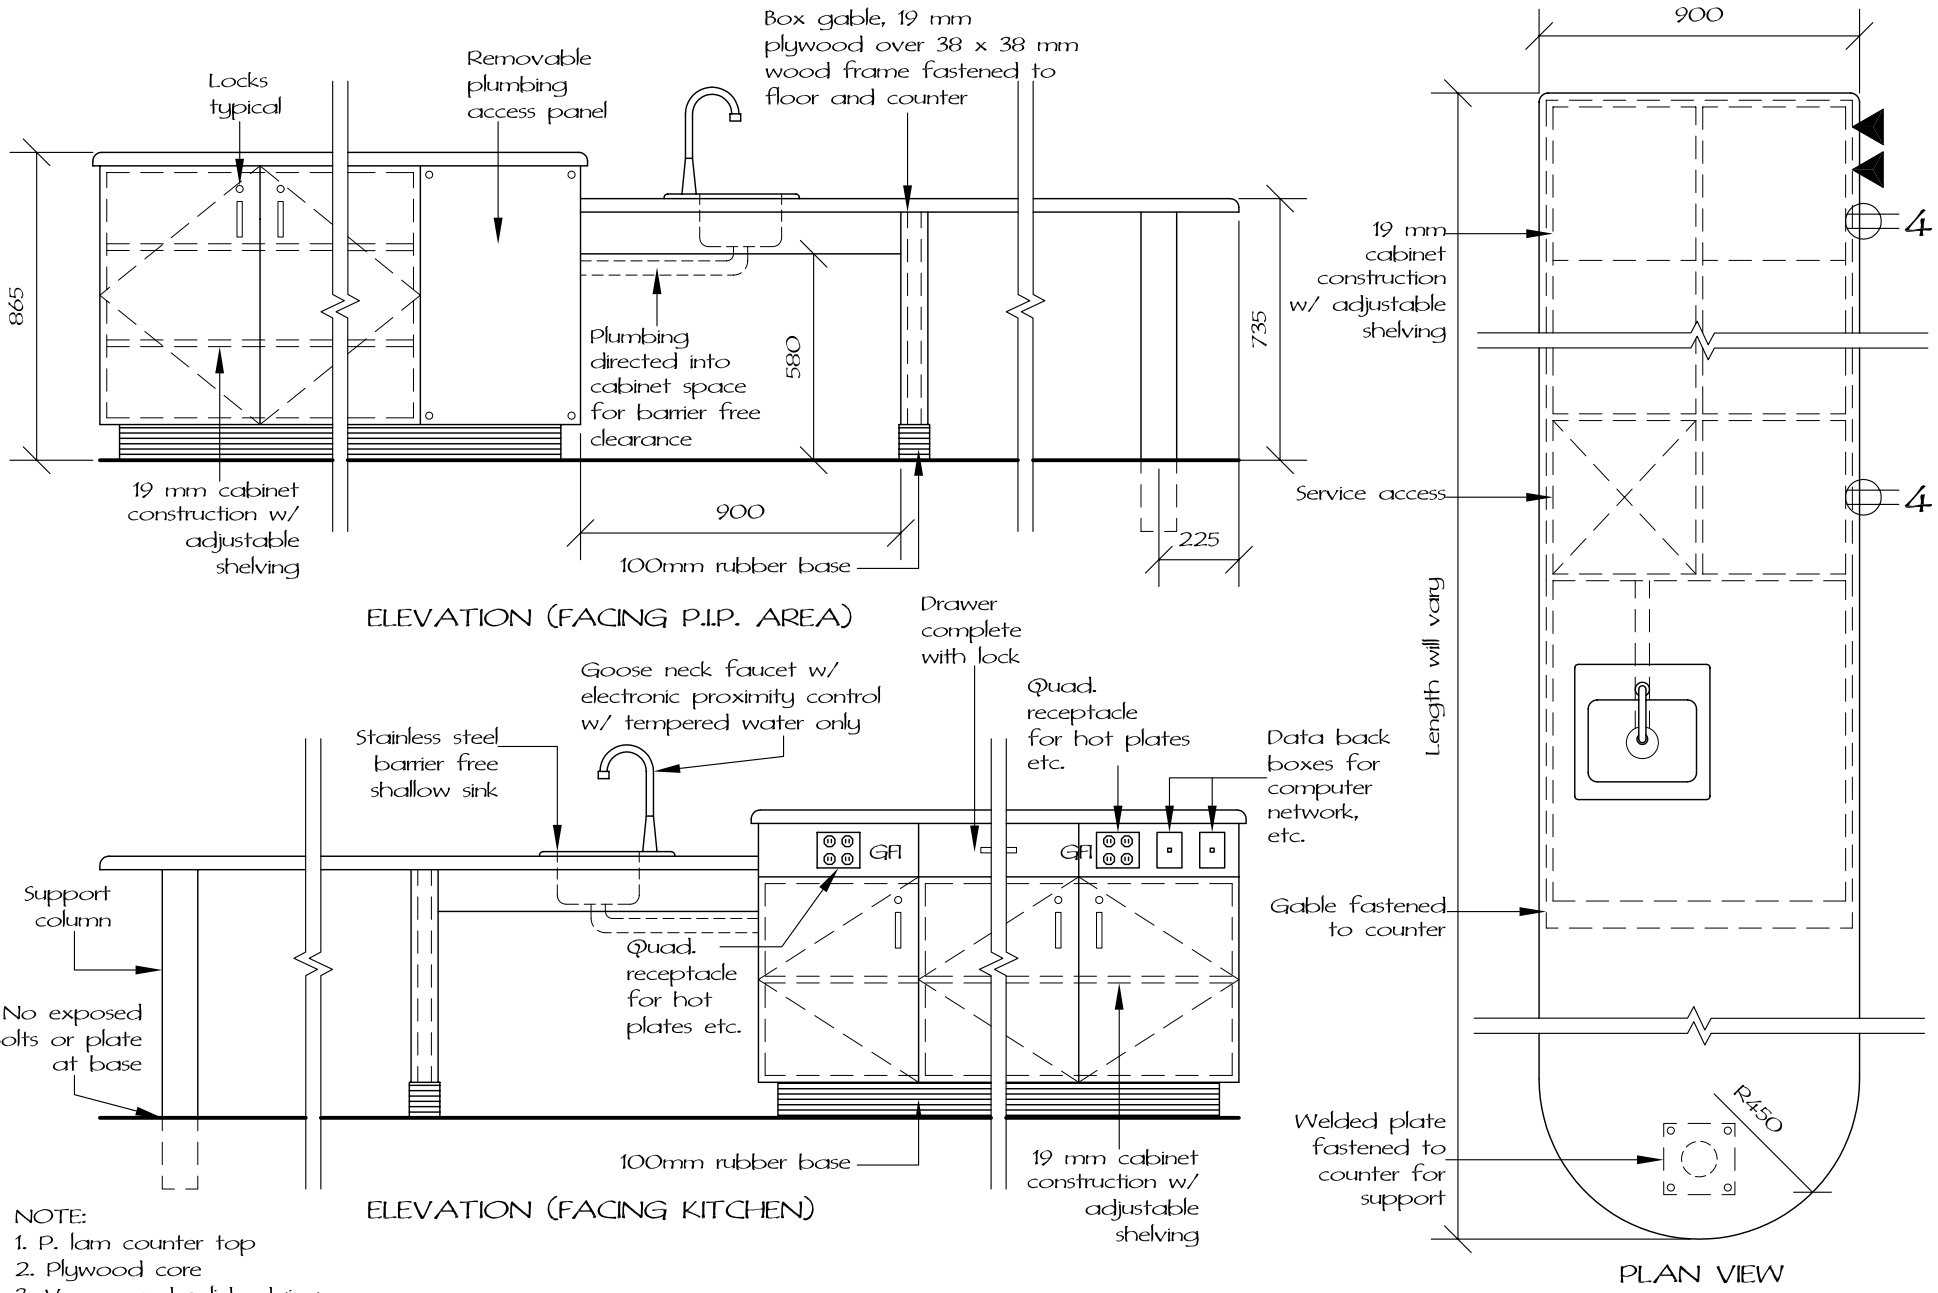 Locks
typical
Removable
plumbing
access panel
Box gable, 19 mm
plywood over 38 x 38 mm
wood frame fastened to
floor and counter
865
Plumbing
directed into
cabinet space
for barrier free
clearance
580
735
19 mm cabinet
construction w/
adjustable
shelving
900
225
100mm rubber base
ELEVATION (FACING P.I.P. AREA)
Stainless steel
barrier free
shallow sink
Goose neck faucet w/
electronic proximity control
w/ tempered water only
Drawer
complete
with lock
Quad.
receptacle
for hot plates
etc.
Data back
boxes for
computer
network,
etc.
GFI
GFI
Support
column
No exposed
at base
olts or plate
Quad.
receptacle
for hot
plates etc.
100mm rubber base
19 mm cabinet
construction w/
adjustable
shelving
ELEVATION (FACING KITCHEN)
NOTE:
1. P. lam counter top
2. Plywood core
900
19 mm
cabinet
construction
w/ adjustable
shelving
4
Service access
4
Length will vary
Gable fastened
to counter
R450
Welded plate
fastened to
counter for
support
PLAN VIEW